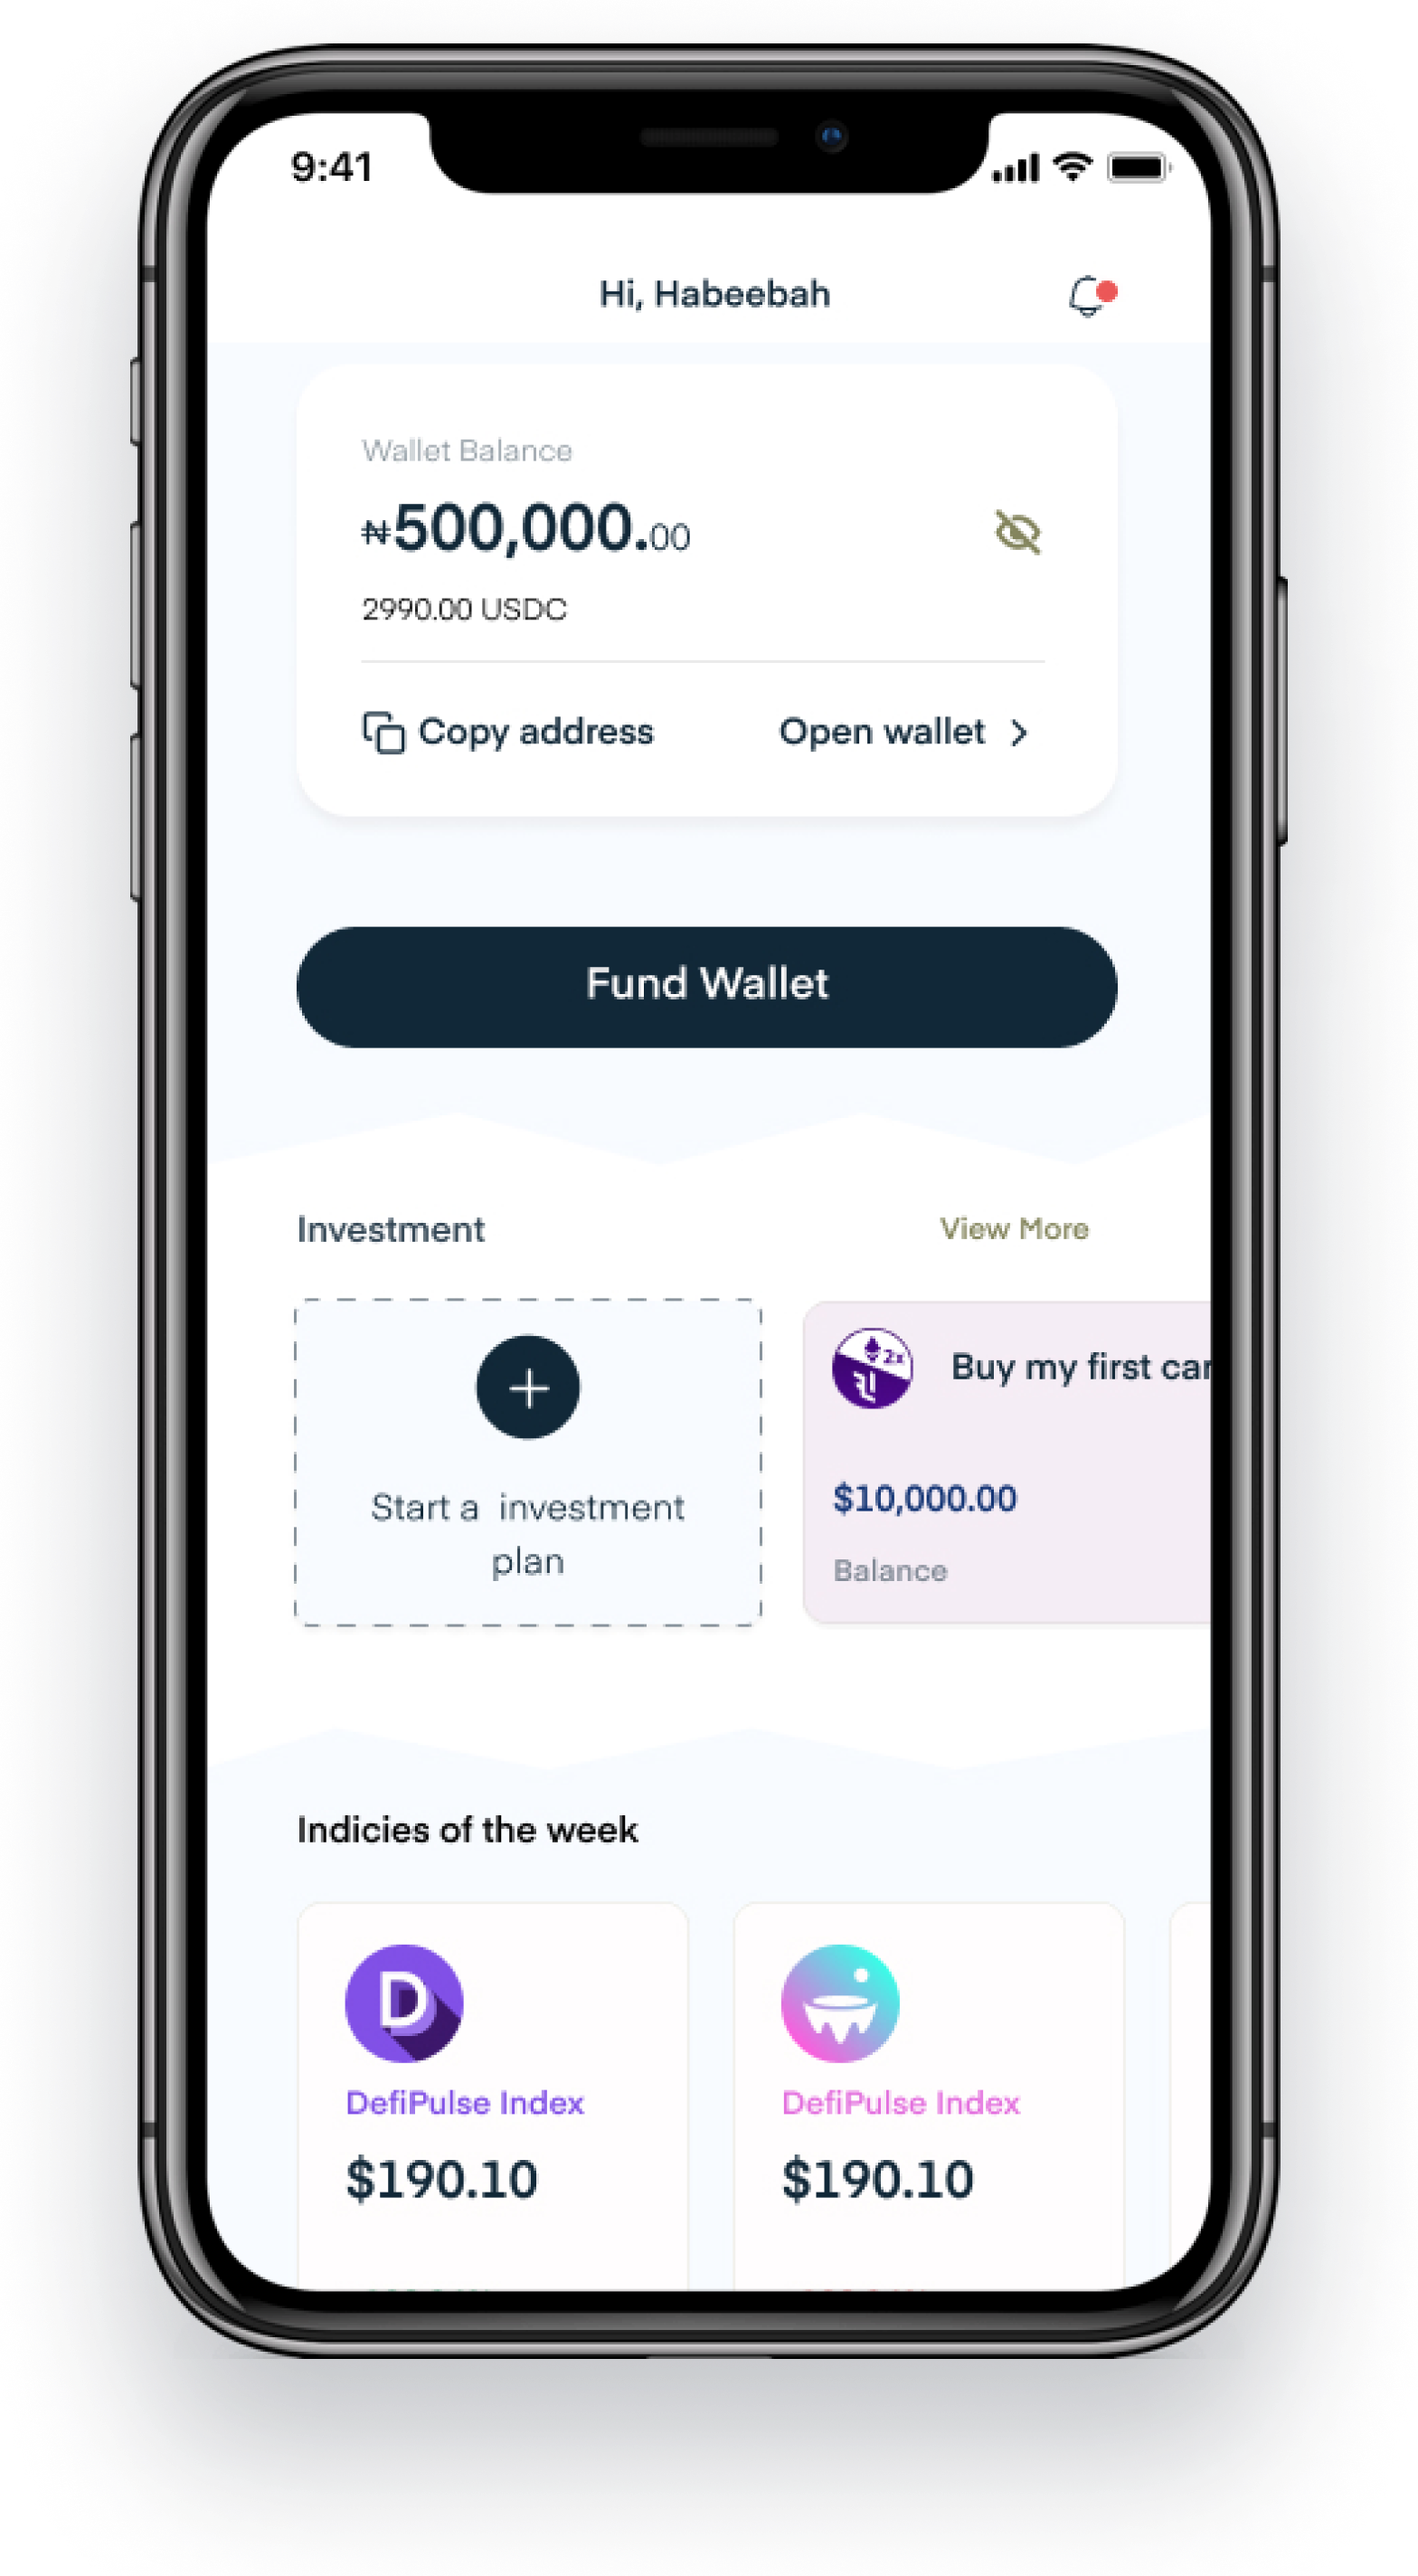 9:41
Hi, Habeebah
Wallet Balance
₦500,000.00
2990.00 USDC
Copy address
Open wallet
Fund Wallet
Investment
View More
Start a  investment
plan
2x
Buy my first car
$10,000.00
Balance
Indicies of the week
D
DefiPulse Index
$190.10
DefiPulse Index
$190.10